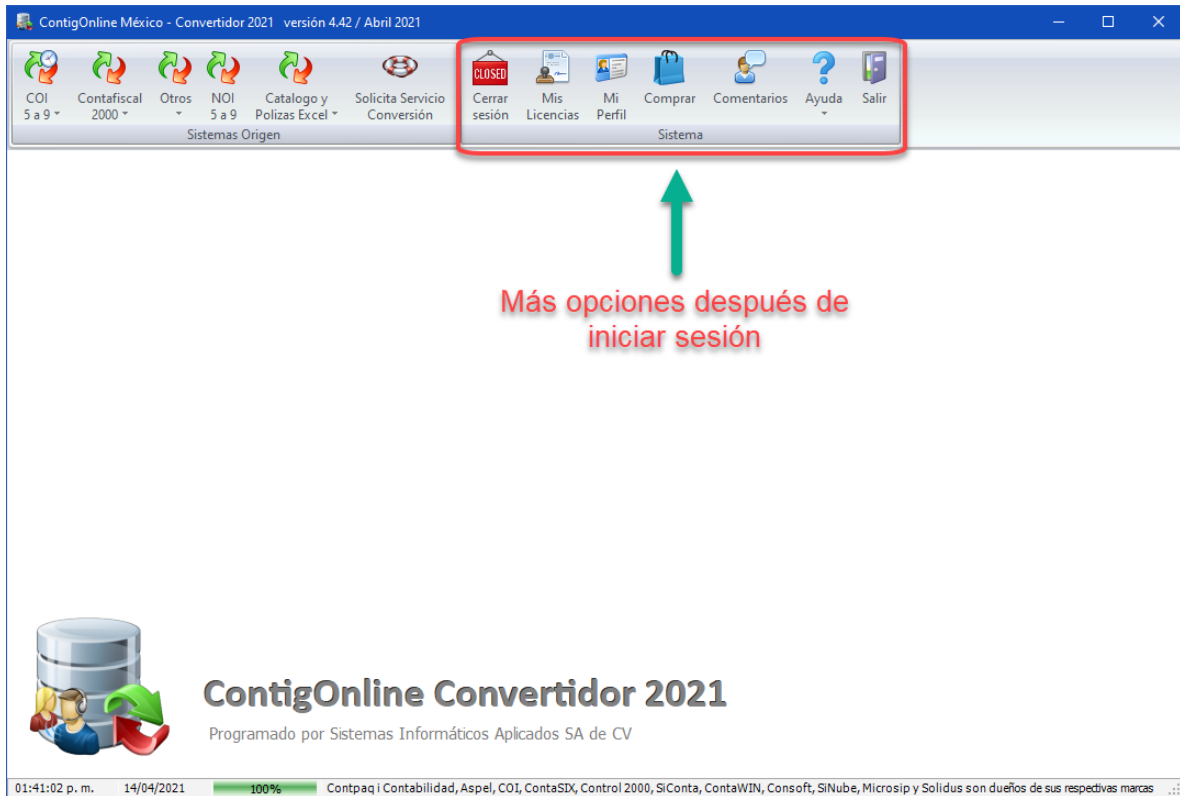 ContigOnline México - Convertidor 2021 versión 4.42 / Abril 2021
COI 5 a 9
Contafiscal 2000
Otros
NOI 5 a 9
Catalogo y Polizas Excel
Solicita Servicio Conversión
Sistemas Origen
CLOSED
Cerrar sesión
Mis Licencias
Mi Perfil
Comprar
Comentarios
Ayuda
Salir
Sistema
Más opciones después de
iniciar sesión
ContigOnline Convertidor 2021
Programado por Sistemas Informáticos Aplicados SA de CV
01:41:02 p. m. 14/04/2021 100% Contpaq i Contabilidad, Aspel, COI, ContaSIX, Control 2000, SiConta, ContaWIN, Consoft, SiNube, Microsip y Solidus son dueños de sus respectivas marcas